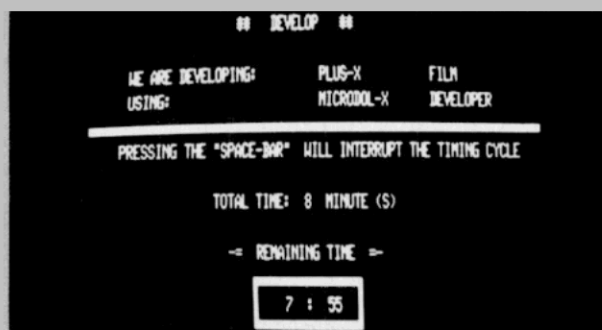 ## DEVELOP ##
WE ARE DEVELOPING: PLUS-X FILM
USING: MICRODOL-X DEVELOPER
PRESSING THE "SPACE-BAR" WILL INTERRUPT THE TIMING CYCLE
TOTAL TIME: 8 MINUTE (S)
-= REMAINING TIME =-
7 : 55